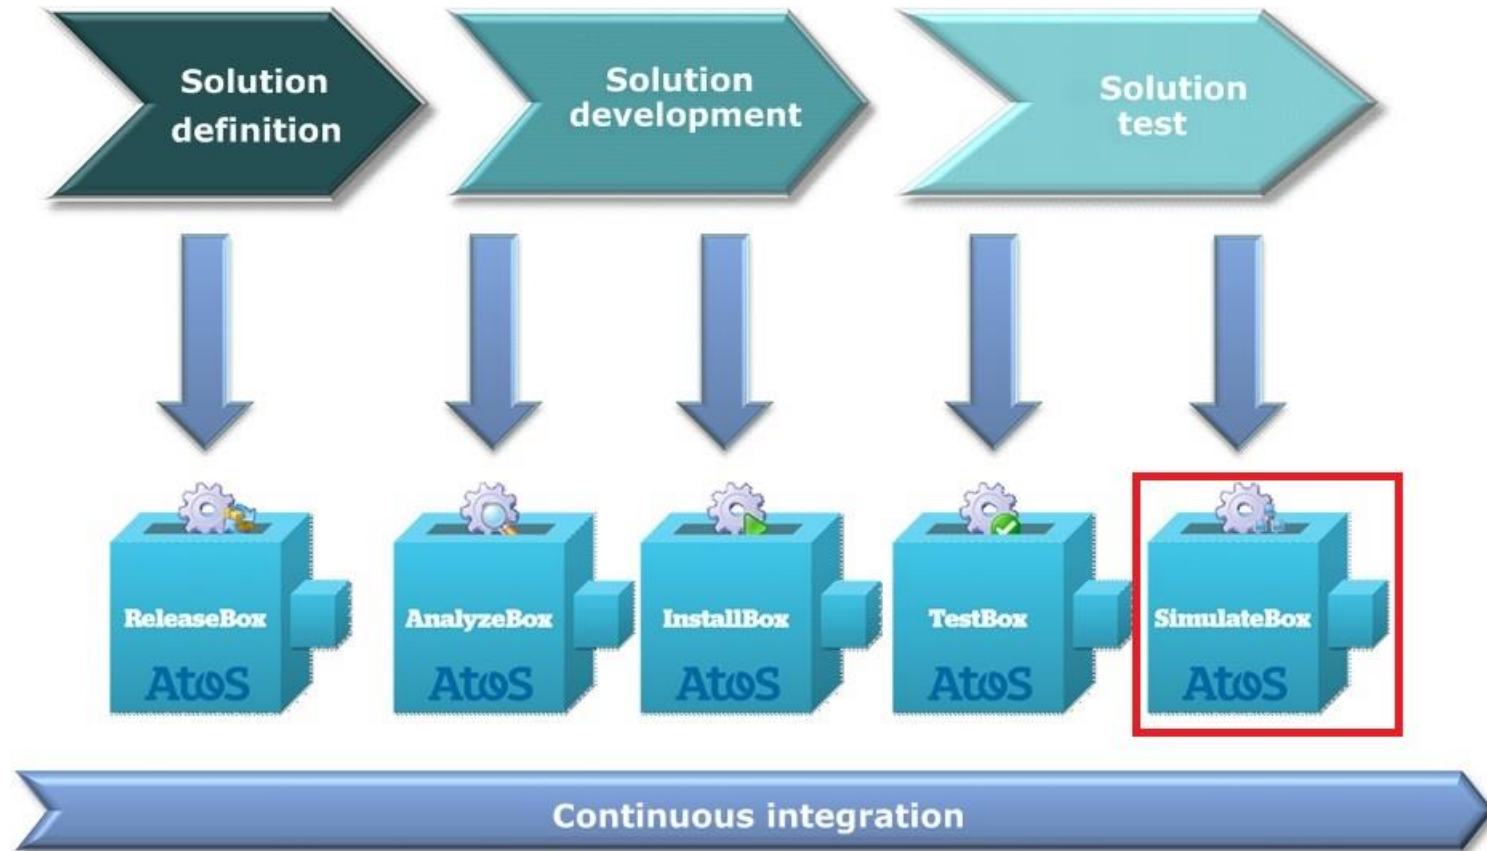 Solution
definition
Solution
development
Solution
test
ReleaseBox
Atos
AnalyzeBox
Atos
InstallBox
Atos
TestBox
Atos
SimulateBox
Atos
Continuous integration